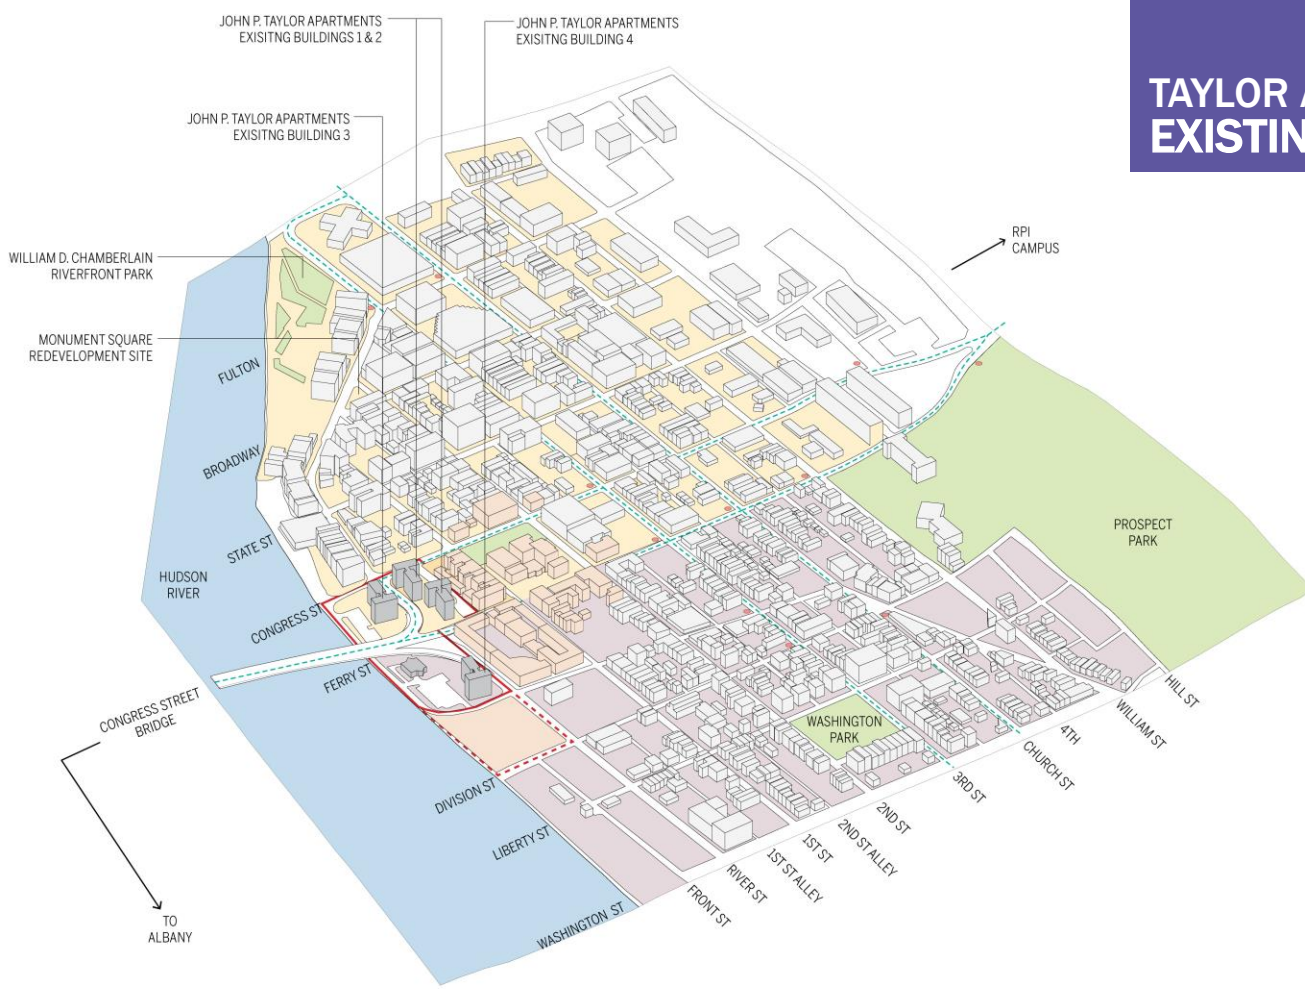 JOHN P. TAYLOR APARTMENTS
EXISITNG BUILDINGS 1 & 2
JOHN P. TAYLOR APARTMENTS
EXISITNG BUILDING 4
TAYLOR A
EXISTIN
JOHN P. TAYLOR APARTMENTS
EXISITNG BUILDING 3
RPI
CAMPUS
WILLIAM D. CHAMBERLAIN
RIVERFRONT PARK
MONUMENT SQUARE
REDEVELOPMENT SITE
FULTON
BROADWAY
STATE ST
HUDSON
RIVER
CONGRESS ST
FERRY ST
CONGRESS STREET
BRIDGE
PROSPECT
PARK
WASHINGTON
PARK
HILL ST
WILLIAM ST
4TH
CHURCH ST
3RD ST
2ND ST
2ND ST ALLEY
1ST ST
1ST ST ALLEY
RIVER ST
FRONT ST
DIVISION ST
LIBERTY ST
WASHINGTON ST
TO
ALBANY